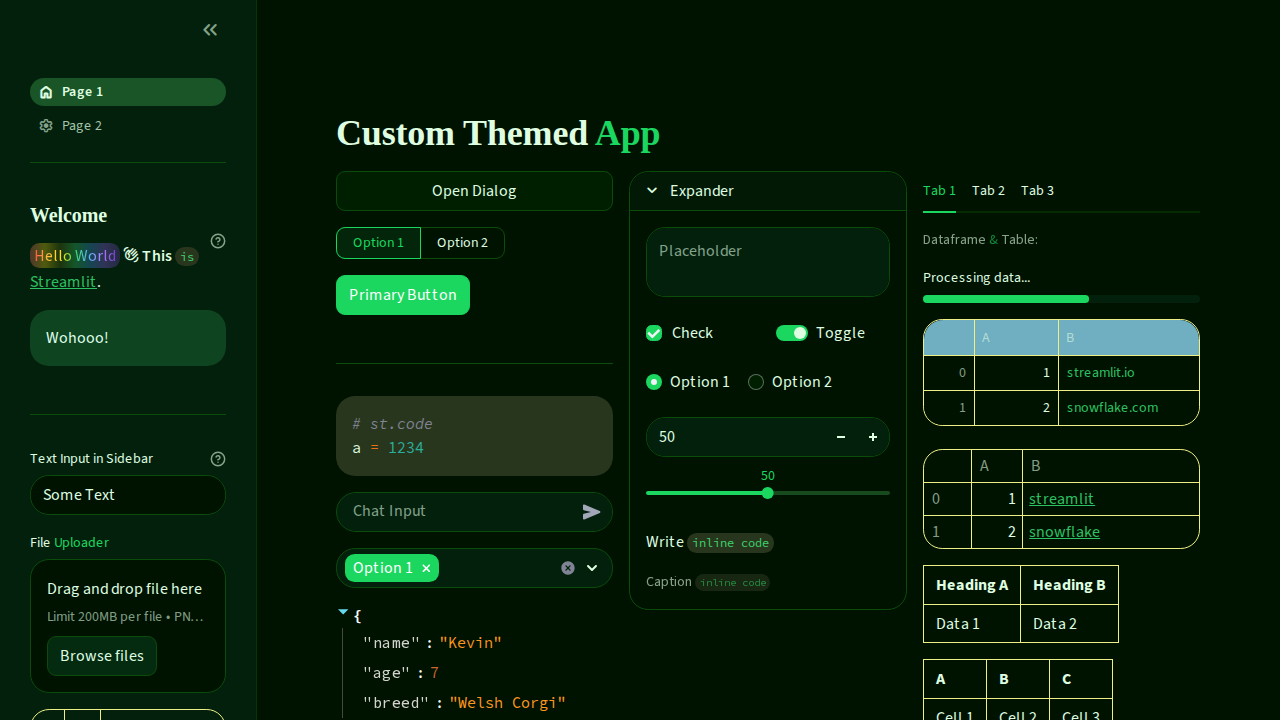 Page 1
Page 2
Welcome
Hello World 👋 This is
Streamlit.
Wohooo!
Text Input in Sidebar
Some Text
File Uploader
Drag and drop file here
Limit 200MB per file • PN…
Browse files
Custom Themed App
Open Dialog
Option 1 Option 2
Primary Button
# st.code
a = 1234
Chat Input
Option 1
{
"name" : "Kevin"
"age" : 7
"breed" : "Welsh Corgi"
Expander
Placeholder
Check Toggle
Option 1 Option 2
50
50
Write inline code
Caption inline code
Tab 1 Tab 2 Tab 3
Dataframe & Table:
Processing data...
A B
0 1 streamlit.io
1 2 snowflake.com
A B
0 1 streamlit
1 2 snowflake
Heading A Heading B
Data 1 Data 2
A B C
Cell 1 Cell 2 Cell 3